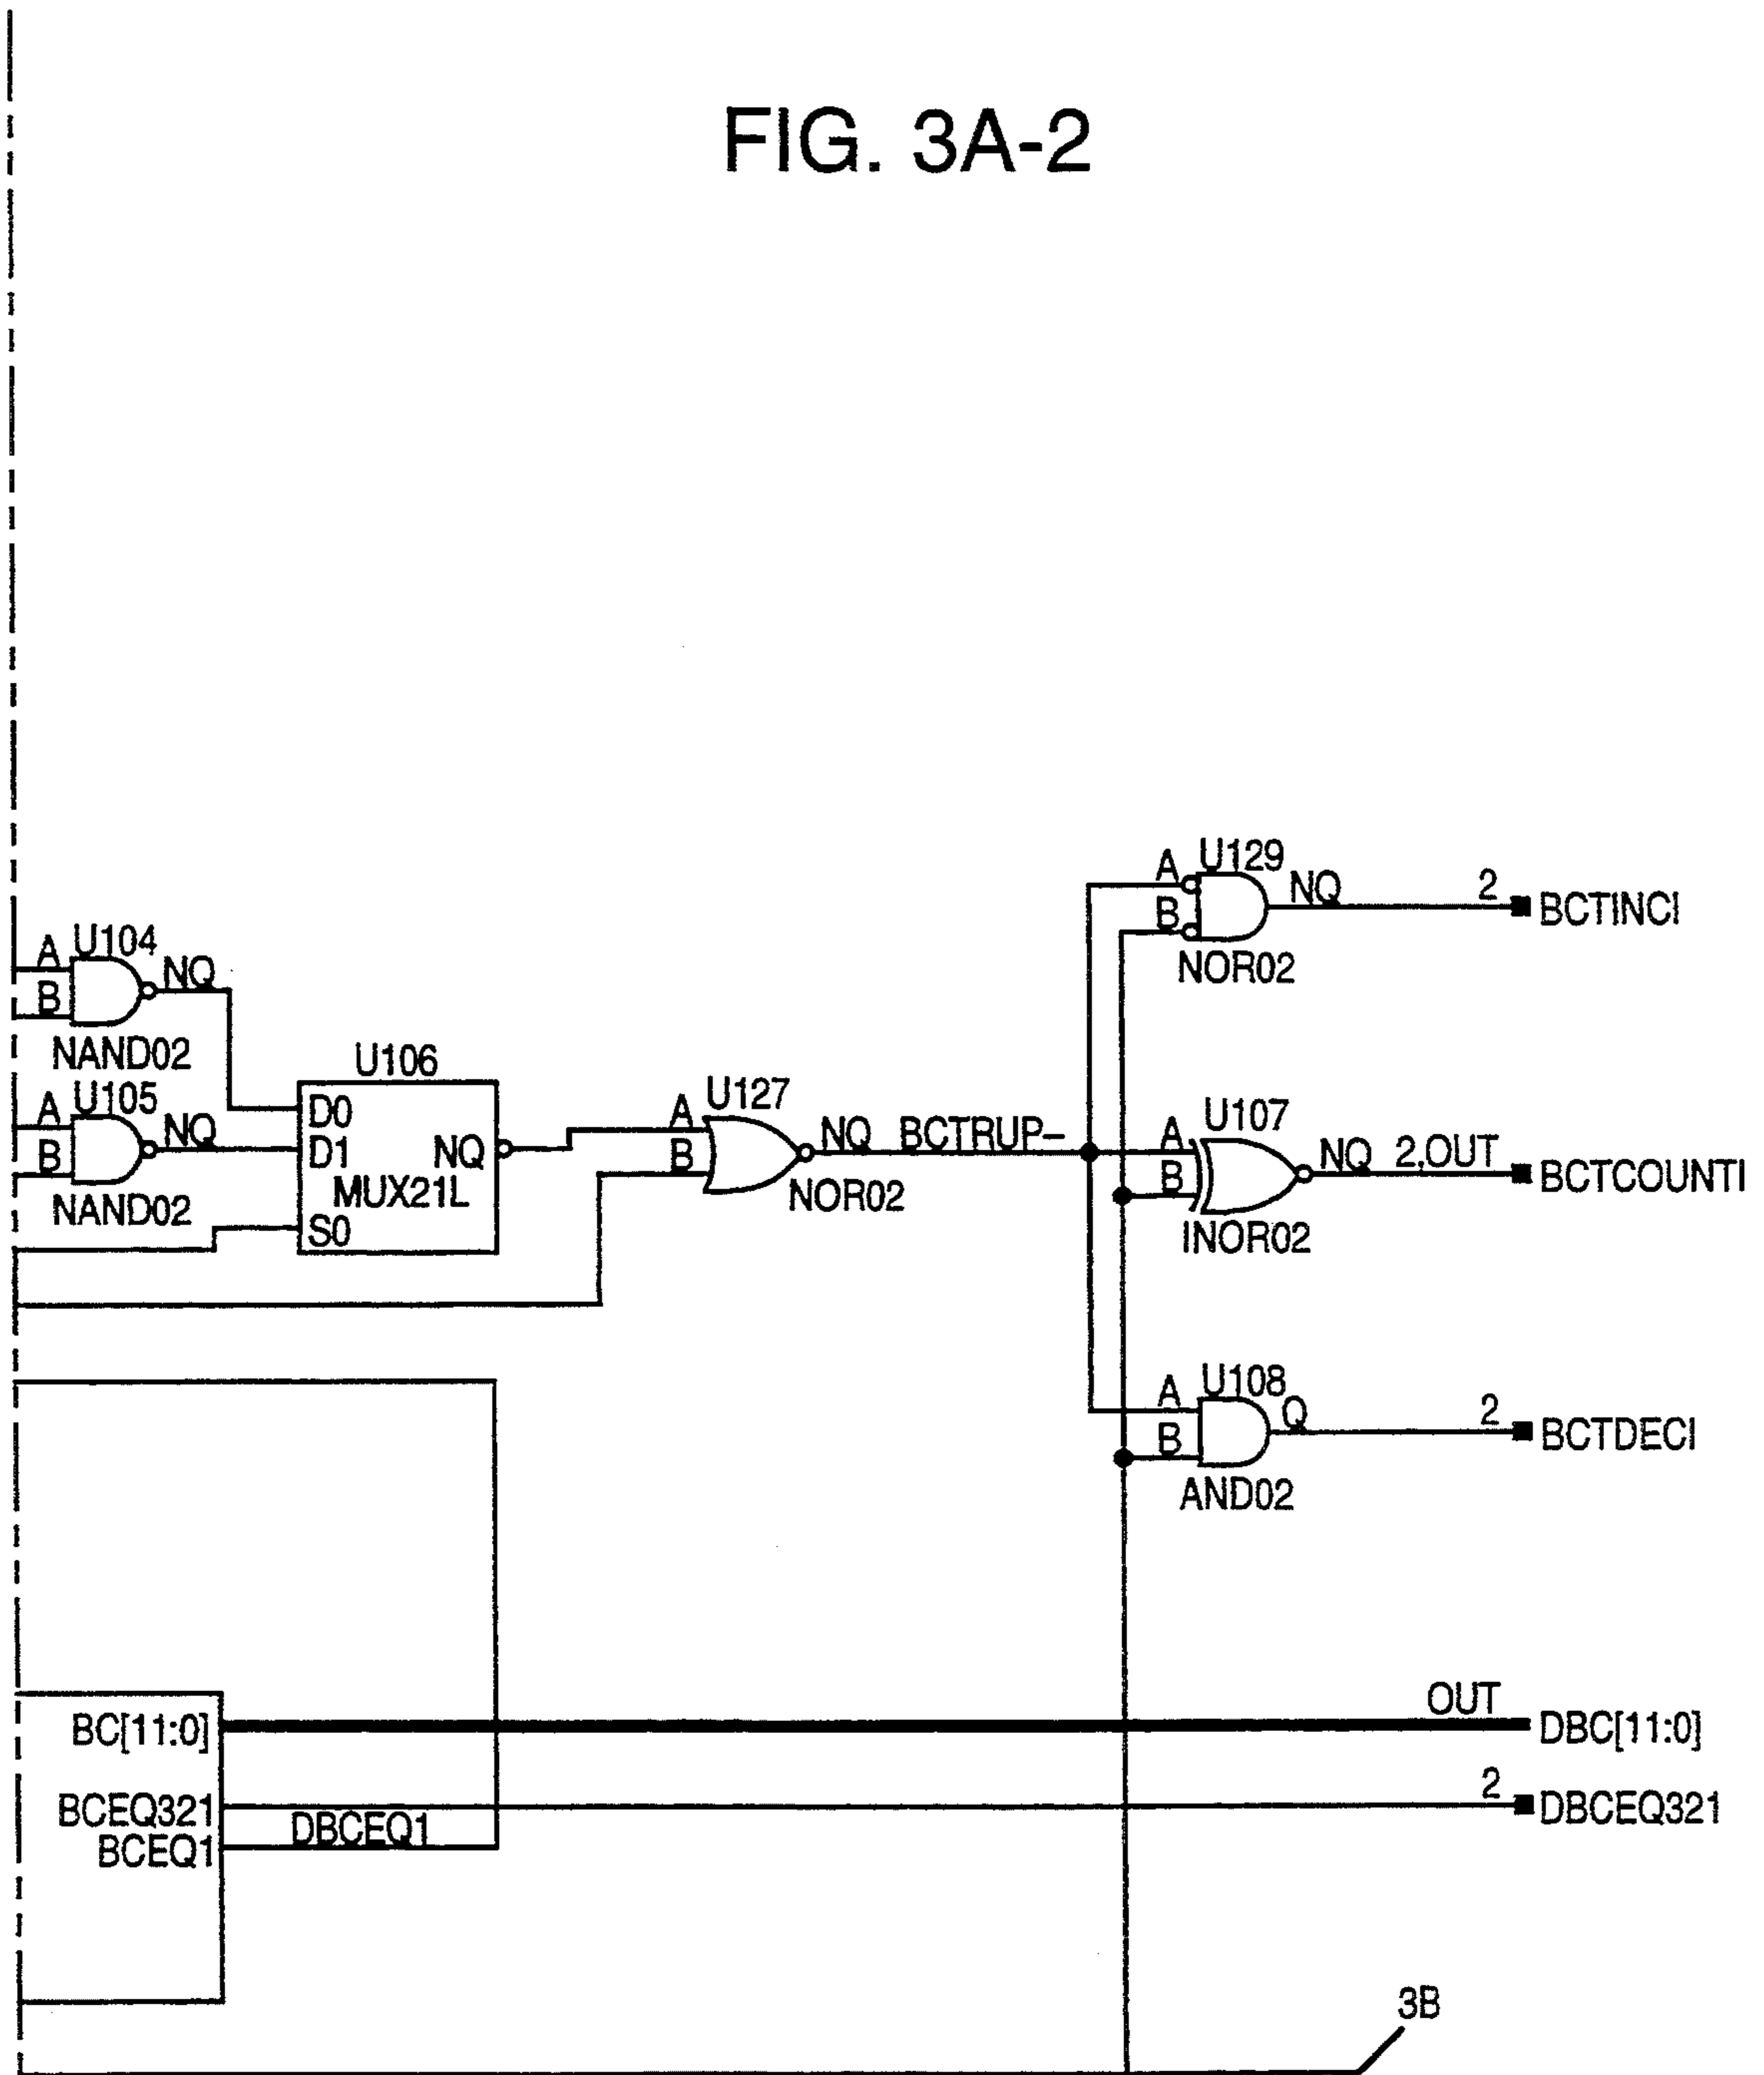 FIG. 3A-2
A
U129
NQ
2
BCTINCI
B
NOR02
A
U104
NQ
B
NAND02
U106
A
U105
NQ
B
NAND02
D0
D1
NQ
MUX21L
S0
A
U127
B
NQ
BCTRUP–
NOR02
U107
A
B
NQ
2,OUT
BCTCOUNTI
INOR02
A
U108
Q
2
BCTDECI
B
AND02
BC[11:0]
OUT
DBC[11:0]
BCEQ321
2
DBCEQ321
BCEQ1
DBCEQ1
3B